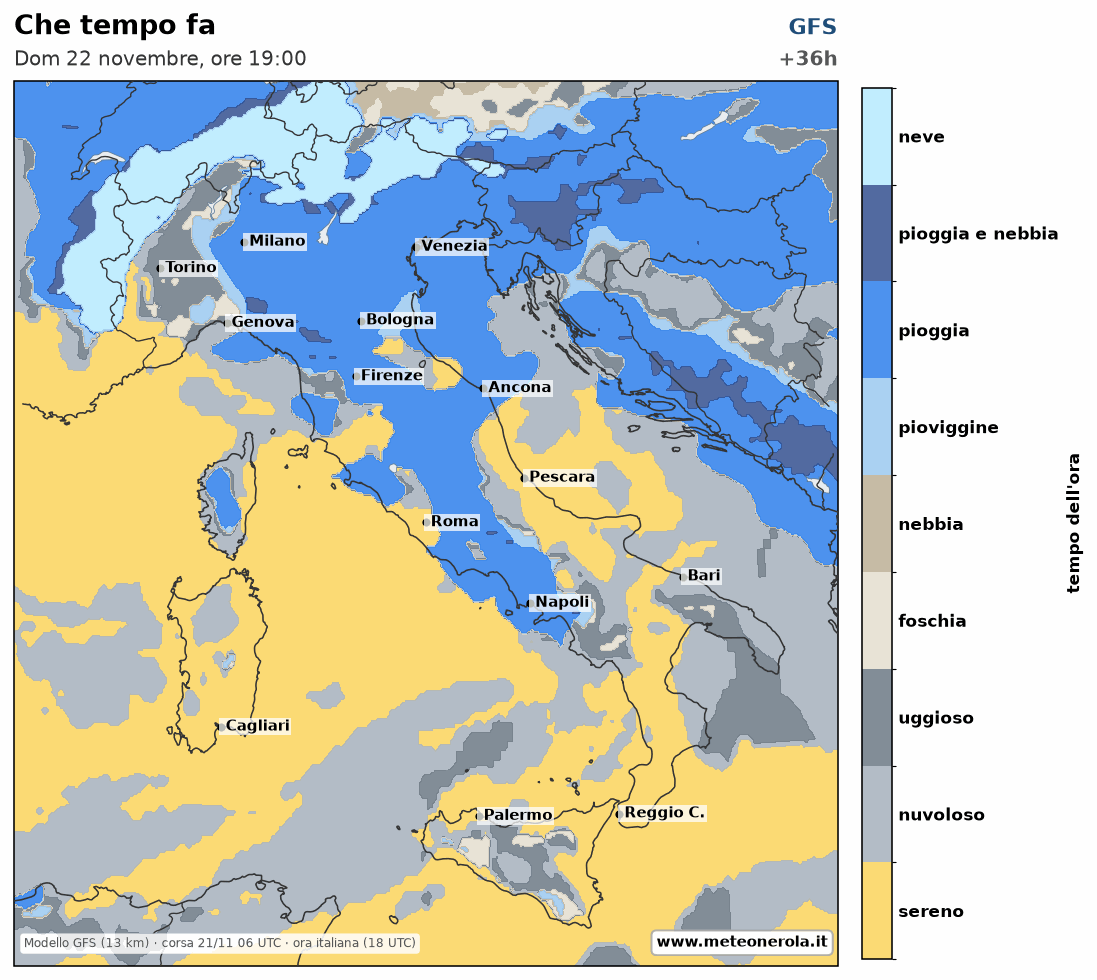 Che tempo fa
GFS
Dom 22 novembre, ore 19:00
+36h
neve
pioggia e nebbia
pioggia
pioviggine
nebbia
foschia
uggioso
nuvoloso
sereno
tempo dell'ora
Milano
Venezia
Torino
Genova
Bologna
Firenze
Ancona
Pescara
Roma
Bari
Napoli
Cagliari
Palermo
Reggio C.
Modello GFS (13 km) · corsa 21/11 06 UTC · ora italiana (18 UTC)
www.meteonerola.it